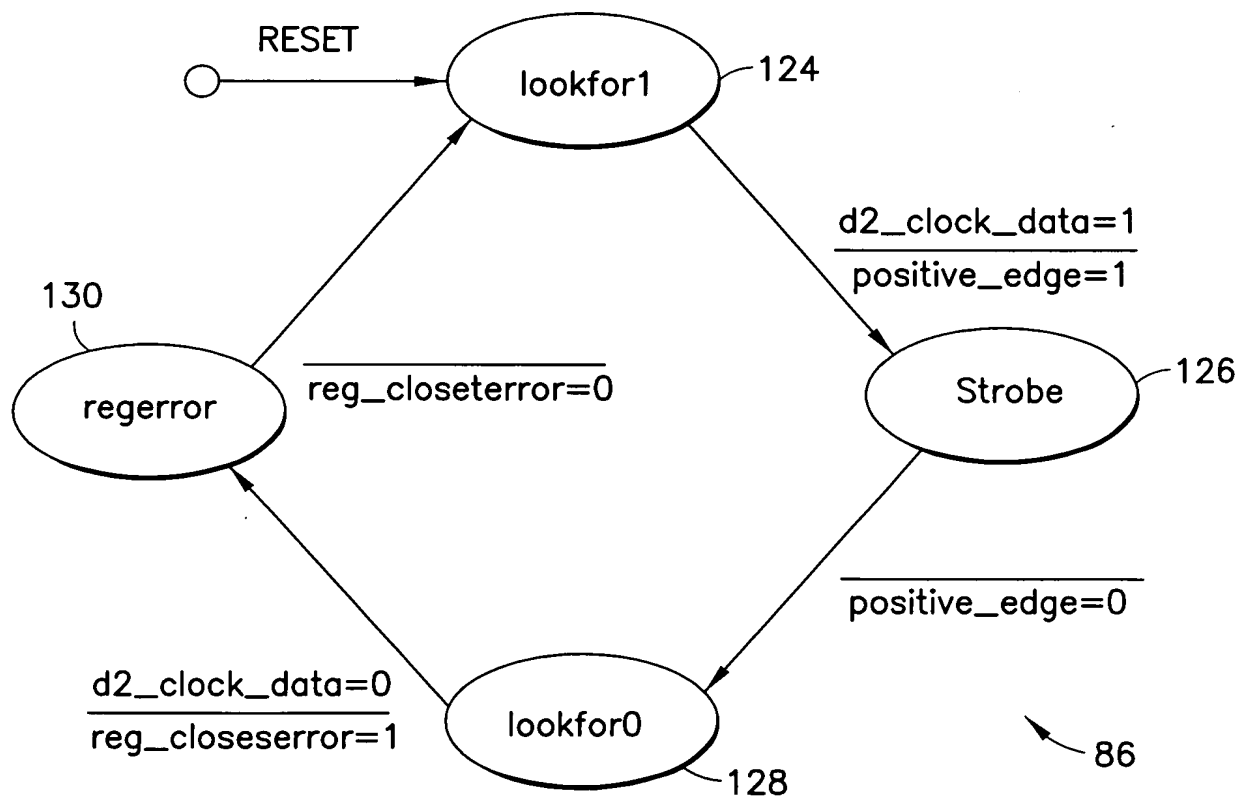 RESET
lookfor1
124
d2_clock_data=1
positive_edge=1
130
regerror
reg_closeterror=0
Strobe
126
positive_edge=0
d2_clock_data=0
reg_closeserror=1
lookfor0
128
86